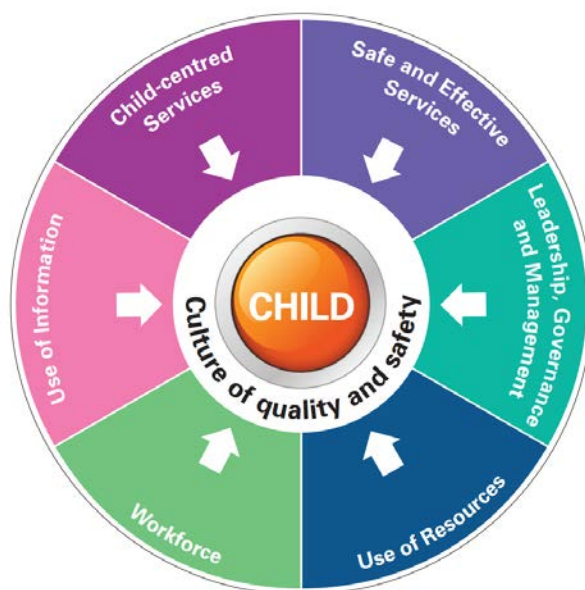 Child-centred
Services
Safe and Effective
Services
Leadership, Governance
and Management
Use of Resources
Workforce
Use of Information
CHILD
Culture of quality and safety